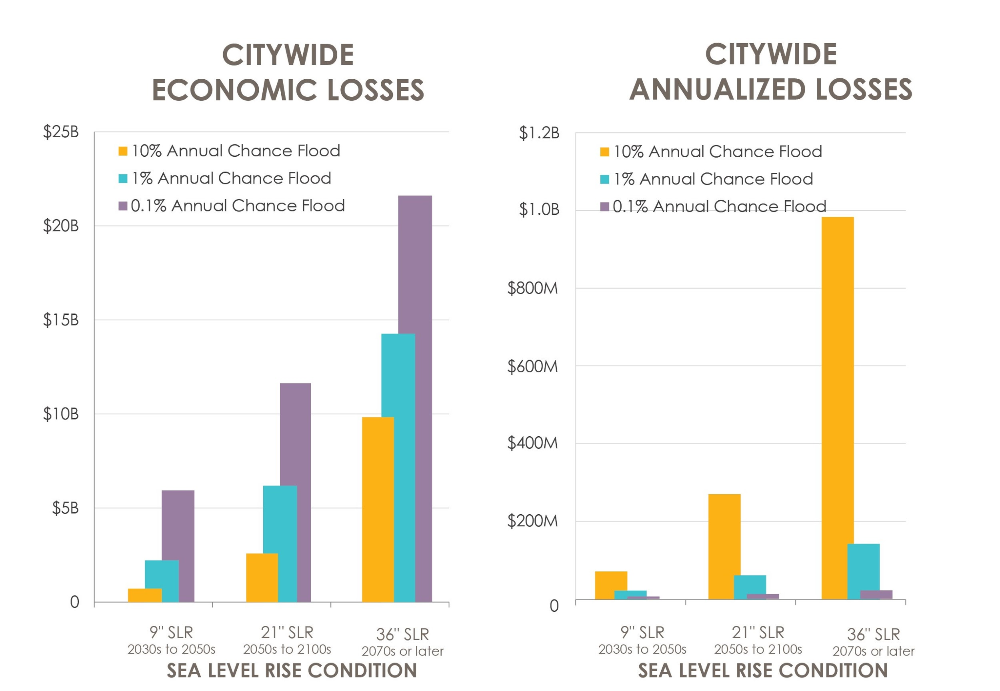 CITYWIDE
ECONOMIC LOSSES
$25B
$20B
$15B
$10B
$5B
0
10% Annual Chance Flood
1% Annual Chance Flood
0.1% Annual Chance Flood
9" SLR
2030s to 2050s
21" SLR
2050s to 2100s
36" SLR
2070s or later
SEA LEVEL RISE CONDITION
CITYWIDE
ANNUALIZED LOSSES
$1.2B
$1.0B
$800M
$600M
$400M
$200M
0
10% Annual Chance Flood
1% Annual Chance Flood
0.1% Annual Chance Flood
9" SLR
2030s to 2050s
21" SLR
2050s to 2100s
36" SLR
2070s or later
SEA LEVEL RISE CONDITION